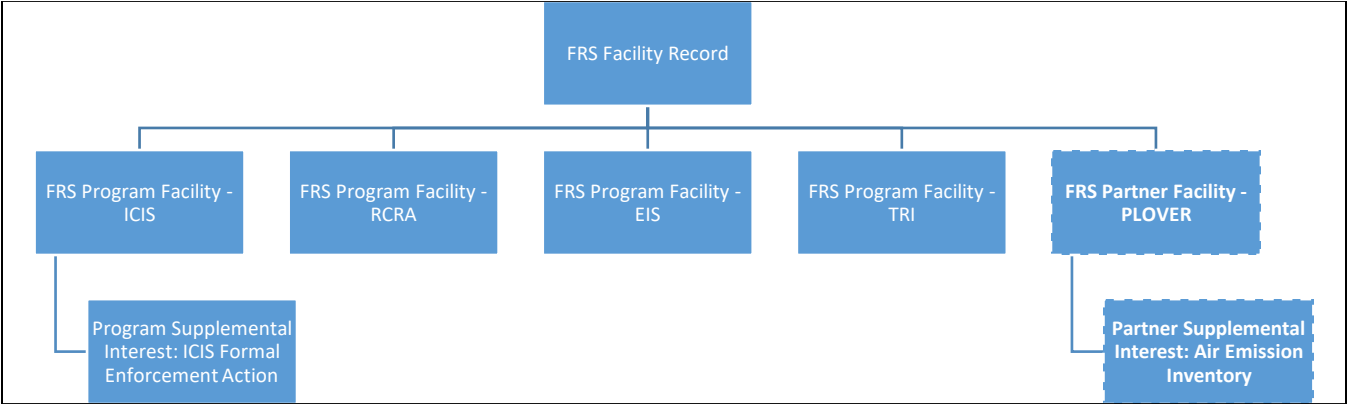 FRS Facility Record
FRS Program Facility -
ICIS
FRS Program Facility -
RCRA
FRS Program Facility -
EIS
FRS Program Facility -
TRI
FRS Partner Facility -
PLOVER
Program Supplemental
Interest: ICIS Formal
Enforcement Action
Partner Supplemental
Interest: Air Emission
Inventory